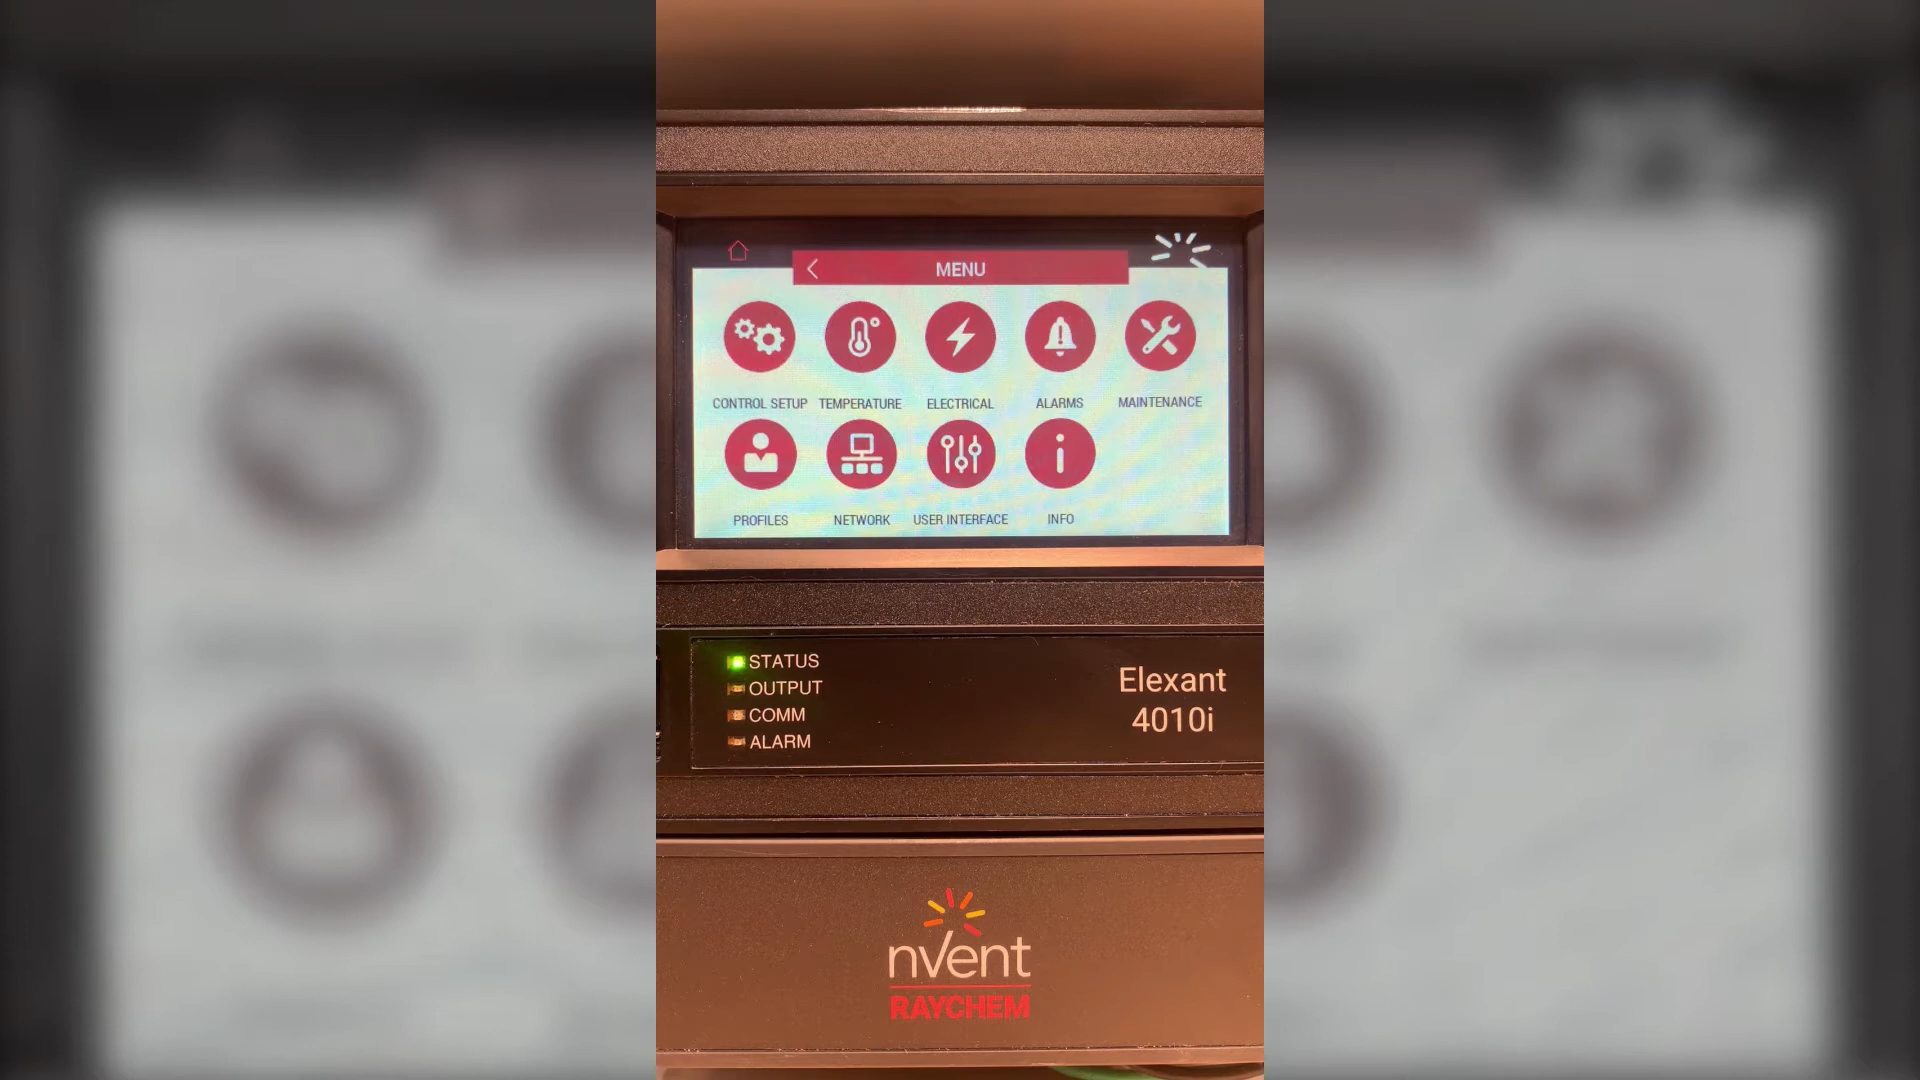 MENU
CONTROL SETUP TEMPERATURE ELECTRICAL ALARMS MAINTENANCE
PROFILES NETWORK USER INTERFACE INFO
STATUS
OUTPUT
COMM
ALARM
Elexant
4010i
nVent
RAYCHEM